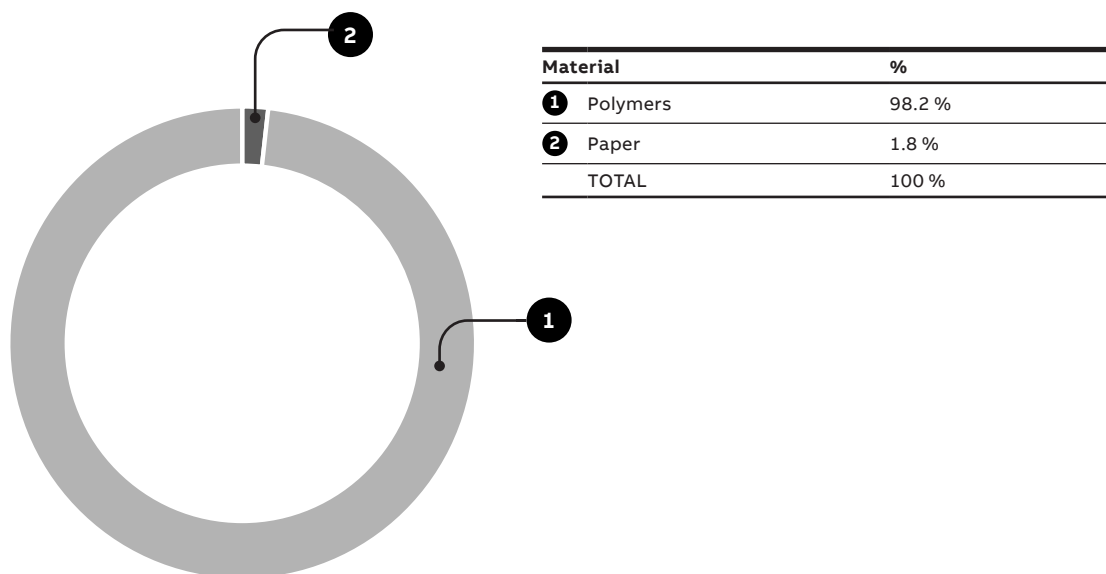 2
Material %
1 Polymers 98.2 %
2 Paper 1.8 %
TOTAL 100 %
1